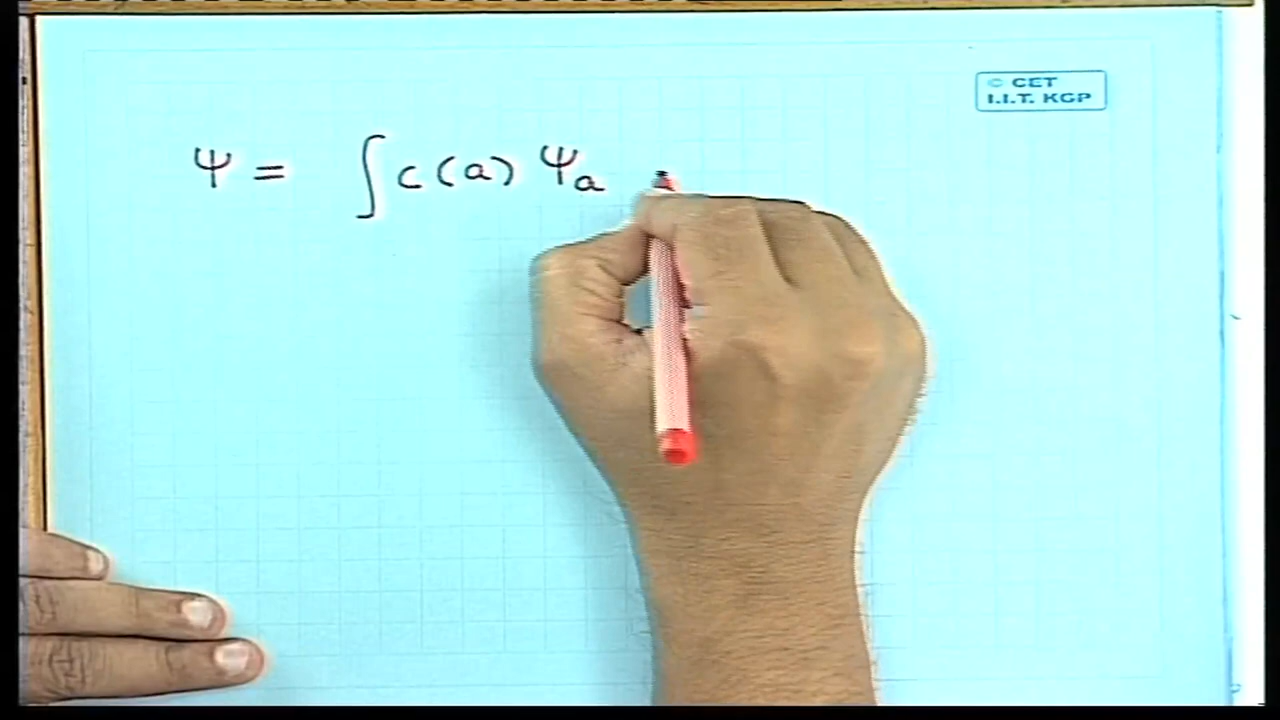 © CET
I.I.T. KGP
Ψ = ∫ c(a) Ψₐ